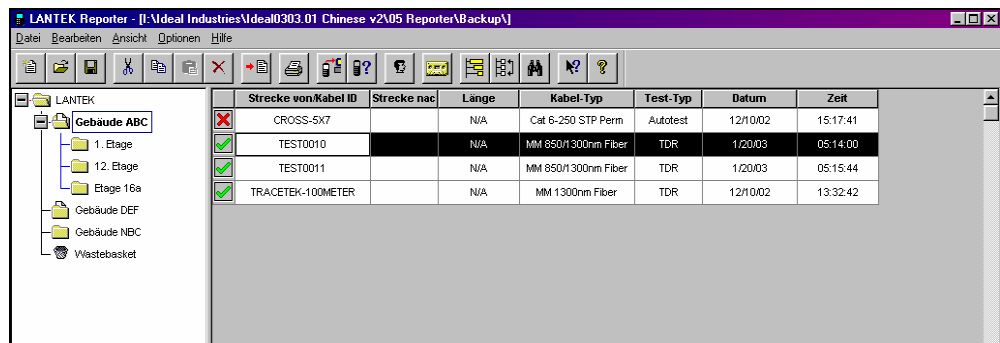 LANTEK Reporter - [I:\Ideal Industries\Ideal0303.01 Chinese v2\05 Reporter\Backup\]
Datei Bearbeiten Ansicht Optionen Hilfe
LANTEK
Gebäude ABC
1. Etage
12. Etage
Etage 16a
Gebäude DEF
Gebäude NBC
Wastebasket
Strecke von/Kabel ID Strecke nac Länge Kabel-Typ Test-Typ Datum Zeit
CROSS-5X7 N/A Cat 6-250 STP Perm Autotest 12/10/02 15:17:41
TEST0010 N/A MM 850/1300nm Fiber TDR 1/20/03 05:14:00
TEST0011 N/A MM 850/1300nm Fiber TDR 1/20/03 05:15:44
TRACETEK-100METER N/A MM 1300nm Fiber TDR 12/10/02 13:32:42